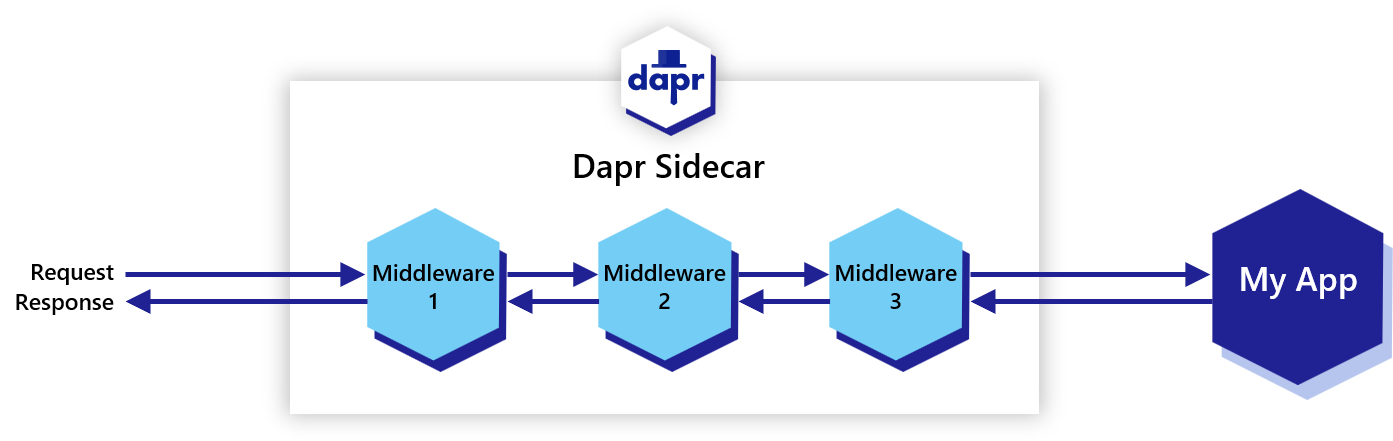 dapr
Dapr Sidecar
Request
Response
Middleware
1
Middleware
2
Middleware
3
My App